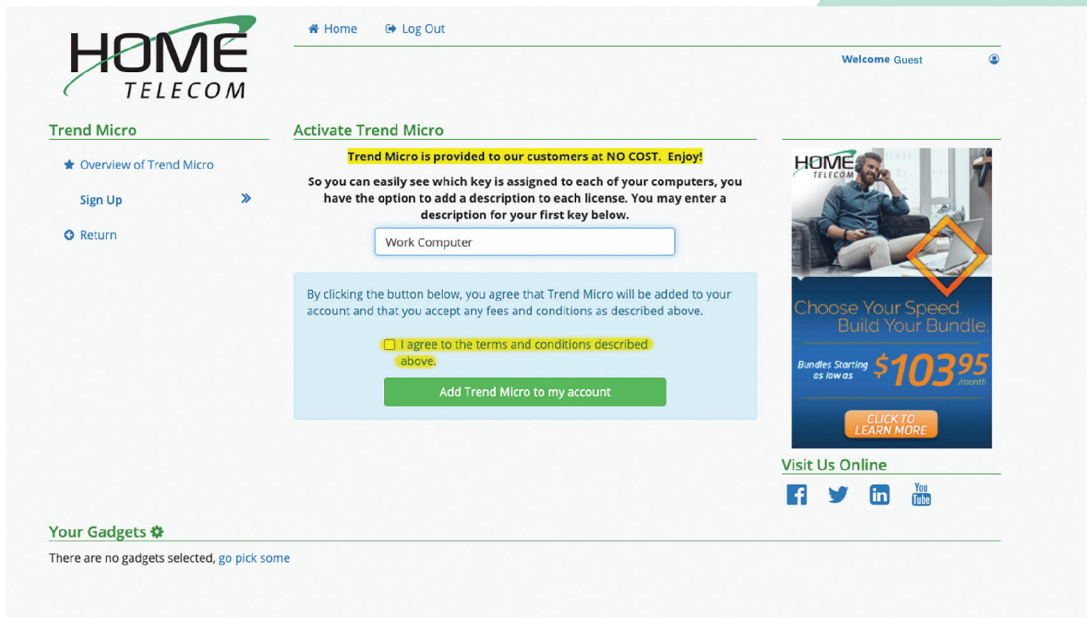 HOME
TELECOM
Home
Log Out
Welcome Guest
Trend Micro
Overview of Trend Micro
Sign Up
Return
Activate Trend Micro
Trend Micro is provided to our customers at NO COST. Enjoy!
So you can easily see which key is assigned to each of your computers, you
have the option to add a description to each license. You may enter a
description for your first key below.
Work Computer
By clicking the button below, you agree that Trend Micro will be added to your
account and that you accept any fees and conditions as described above.
I agree to the terms and conditions described
above.
Add Trend Micro to my account
HOME
TELECOM
Choose Your Speed.
Build Your Bundle.
Bundles Starting
as low as
$10395
/month
CLICK TO
LEARN MORE
Visit Us Online
You
Tube
Your Gadgets
There are no gadgets selected, go pick some